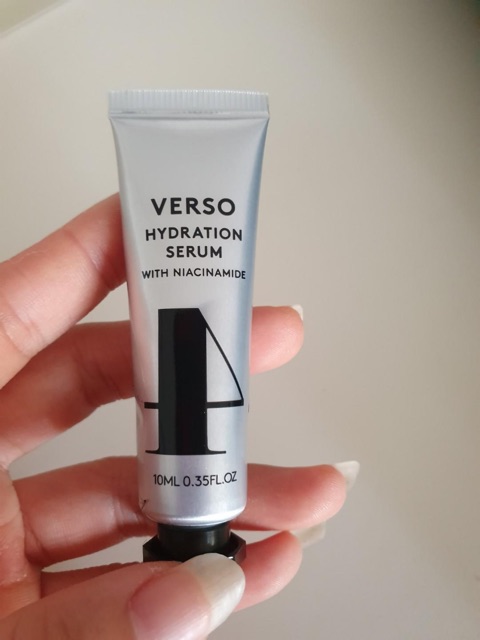 VERSO
HYDRATION
SERUM
WITH NIACINAMIDE
4
10ML 0.35FL.OZ